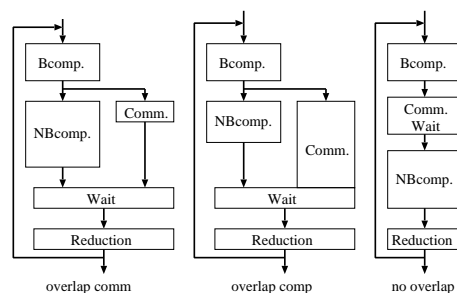 Bcomp.
NBcomp.
Comm.
Wait
Reduction
overlap comm
Bcomp.
NBcomp.
Comm.
Wait
Reduction
overlap comp
Bcomp.
Comm.
Wait
NBcomp.
Reduction
no overlap